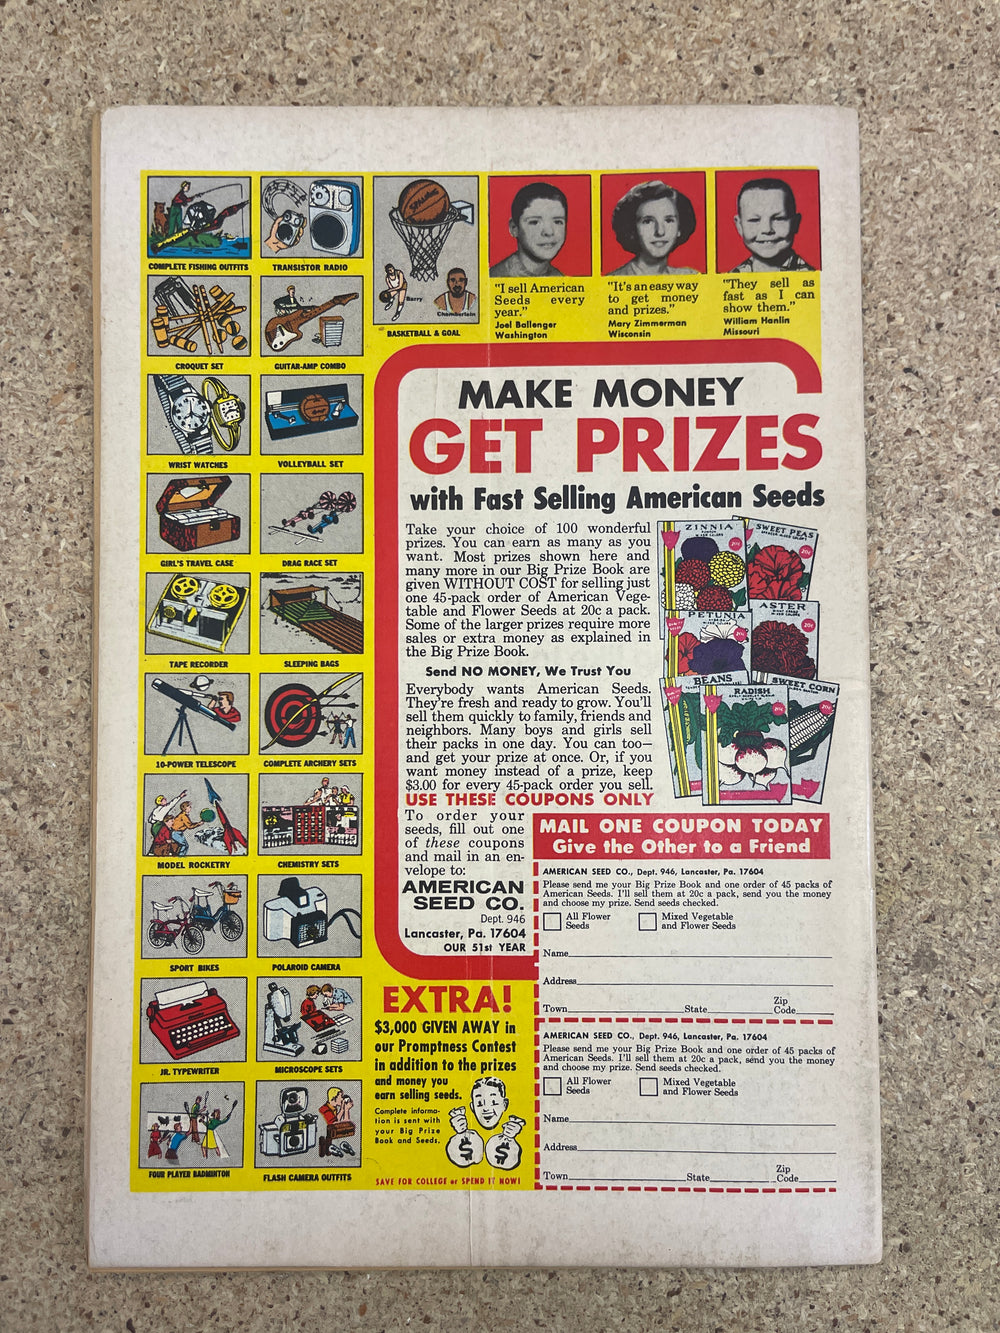 COMPLETE FISHING OUTFITS
TRANSISTOR RADIO
SPALDING
Barry
Chamberlain
BASKETBALL & GOAL
CROQUET SET
GUITAR-AMP COMBO
WRIST WATCHES
VOLLEYBALL SET
GIRL'S TRAVEL CASE
DRAG RACE SET
TAPE RECORDER
SLEEPING BAGS
10-POWER TELESCOPE
COMPLETE ARCHERY SETS
MODEL ROCKETRY
CHEMISTRY SETS
SPORT BIKES
POLAROID CAMERA
JR. TYPEWRITER
MICROSCOPE SETS
FOUR PLAYER BADMINTON
FLASH CAMERA OUTFITS
"I sell American
Seeds every
year."
Joel Ballenger
Washington
"It's an easy way
to get money
and prizes."
Mary Zimmerman
Wisconsin
"They sell as
fast as I can
show them."
William Hanlin
Missouri
MAKE MONEY
GET PRIZES
with Fast Selling American Seeds
Take your choice of 100 wonderful
prizes. You can earn as many as you
want. Most prizes shown here and
many more in our Big Prize Book are
given WITHOUT COST for selling just
one 45-pack order of American Vege-
table and Flower Seeds at 20c a pack.
Some of the larger prizes require more
sales or extra money as explained in
the Big Prize Book.
Send NO MONEY, We Trust You
Everybody wants American Seeds.
They're fresh and ready to grow. You'll
sell them quickly to family, friends and
neighbors. Many boys and girls sell
their packs in one day. You can too—
and get your prize at once. Or, if you
want money instead of a prize, keep
$3.00 for every 45-pack order you sell.
USE THESE COUPONS ONLY
To order your
seeds, fill out one
of these coupons
and mail in an en-
velope to:
AMERICAN
SEED CO.
Dept. 946
Lancaster, Pa. 17604
OUR 51st YEAR
ZINNIA
MIXED COLORS
20¢
SWEET PEAS
MIXED COLORS
20¢
PETUNIA
MIXED COLORS
20¢
ASTER
MIXED COLORS
20¢
BEANS
SWEET CORN
20¢
RADISH
20¢
MAIL ONE COUPON TODAY
Give the Other to a Friend
AMERICAN SEED CO., Dept. 946, Lancaster, Pa. 17604
Please send me your Big Prize Book and one order of 45 packs of
American Seeds. I'll sell them at 20c a pack, send you the money
and choose my prize. Send seeds checked.
All Flower
Seeds
Mixed Vegetable
and Flower Seeds
Name
Address
Town State Zip
Code
AMERICAN SEED CO., Dept. 946, Lancaster, Pa. 17604
Please send me your Big Prize Book and one order of 45 packs of
American Seeds. I'll sell them at 20c a pack, send you the money
and choose my prize. Send seeds checked.
All Flower
Seeds
Mixed Vegetable
and Flower Seeds
Name
Address
Town State Zip
Code
EXTRA!
$3,000 GIVEN AWAY in
our Promptness Contest
in addition to the prizes
and money you
earn selling seeds.
Complete informa-
tion is sent with
your Big Prize
Book and Seeds.
$ $
SAVE FOR COLLEGE or SPEND IT NOW!